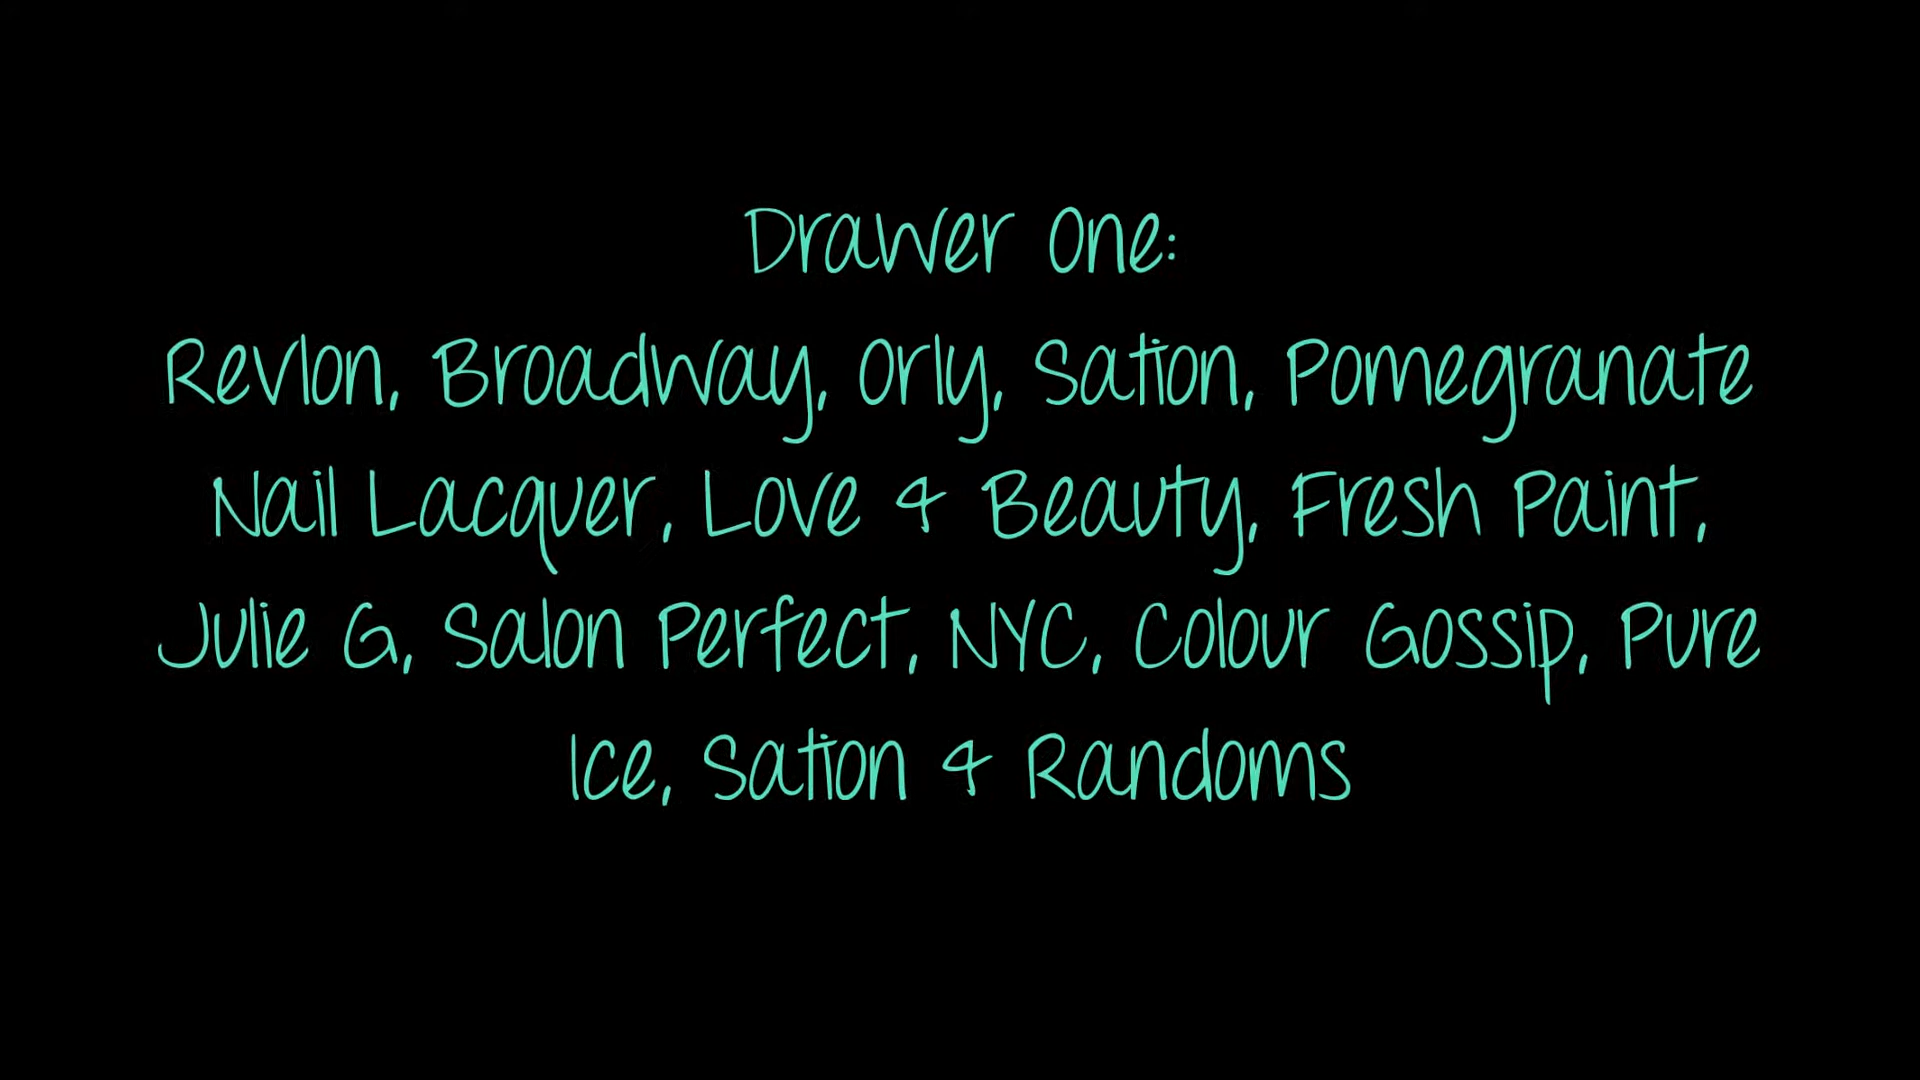 Drawer One:
Revlon, Broadway, Orly, Sation, Pomegranate
Nail Lacquer, Love & Beauty, Fresh Paint,
Julie G, Salon Perfect, NYC, Colour Gossip, Pure
Ice, Sation & Randoms